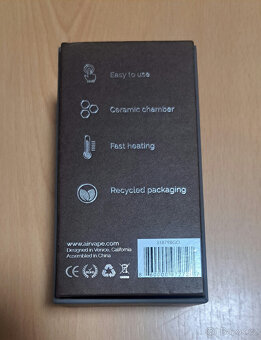 Easy to use
Ceramic chamber
Fast heating
Recycled packaging
www.airvape.com
Designed in Venice, California
Assembled in China